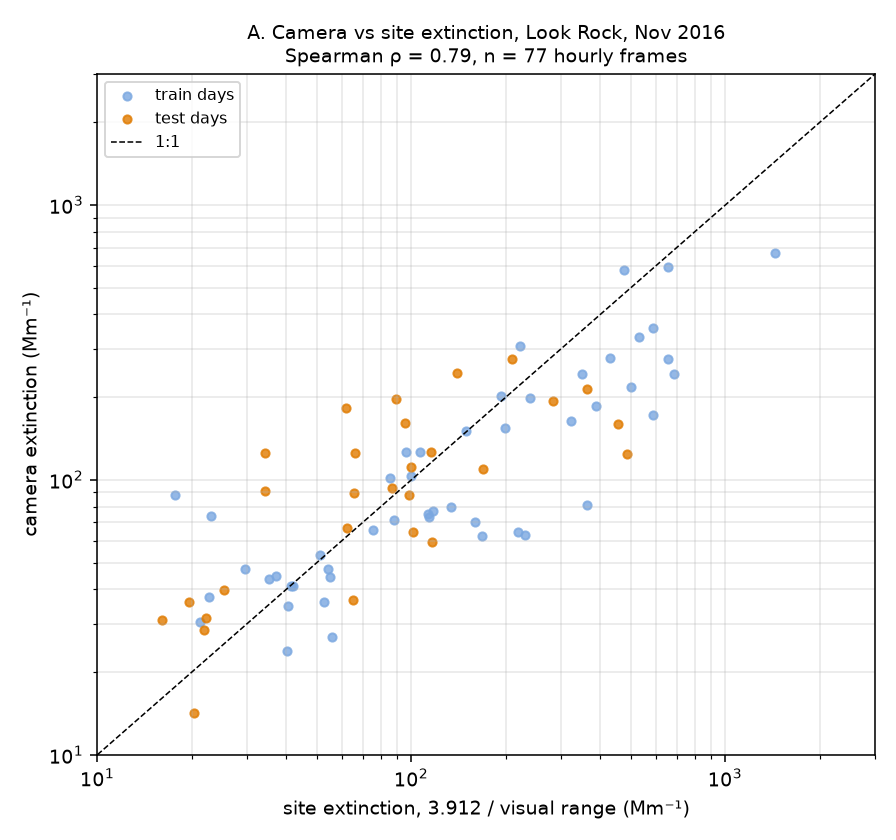 A. Camera vs site extinction, Look Rock, Nov 2016
Spearman ρ = 0.79, n = 77 hourly frames
train days
test days
1:1
10³
10²
10¹
camera extinction (Mm⁻¹)
10¹ 10² 10³
site extinction, 3.912 / visual range (Mm⁻¹)